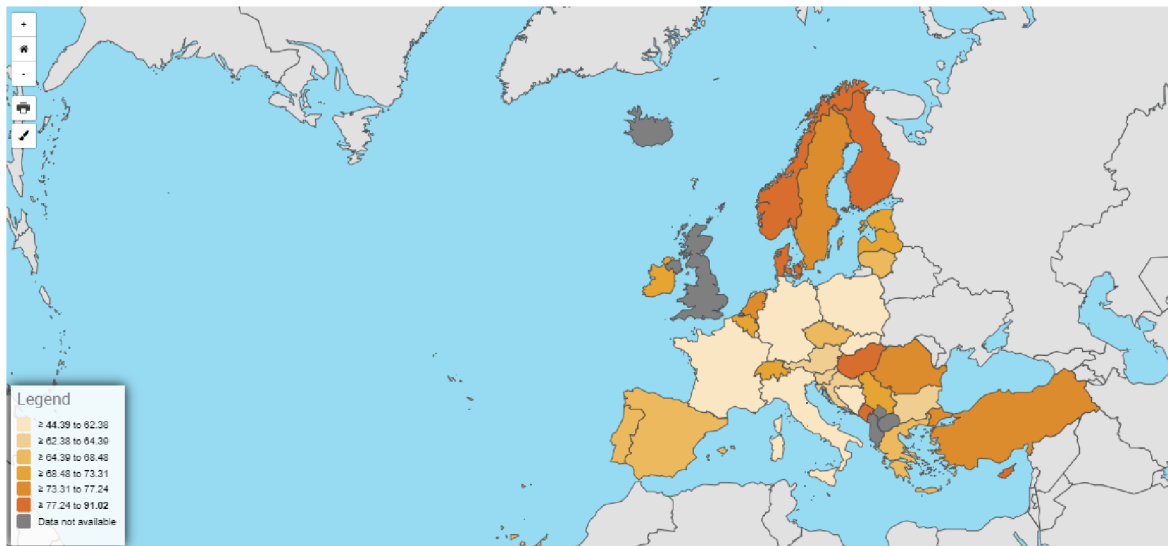 +
-
Legend
≥ 44.39 to 62.38
≥ 62.38 to 64.39
≥ 64.39 to 68.48
≥ 68.48 to 73.31
≥ 73.31 to 77.24
≥ 77.24 to 91.02
Data not available